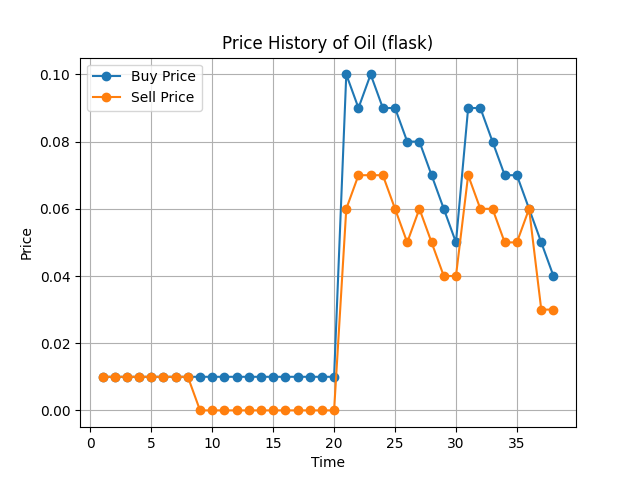 Price History of Oil (flask)
Buy Price
Sell Price
0.10
0.08
0.06
0.04
0.02
0.00
Price
0 5 10 15 20 25 30 35
Time